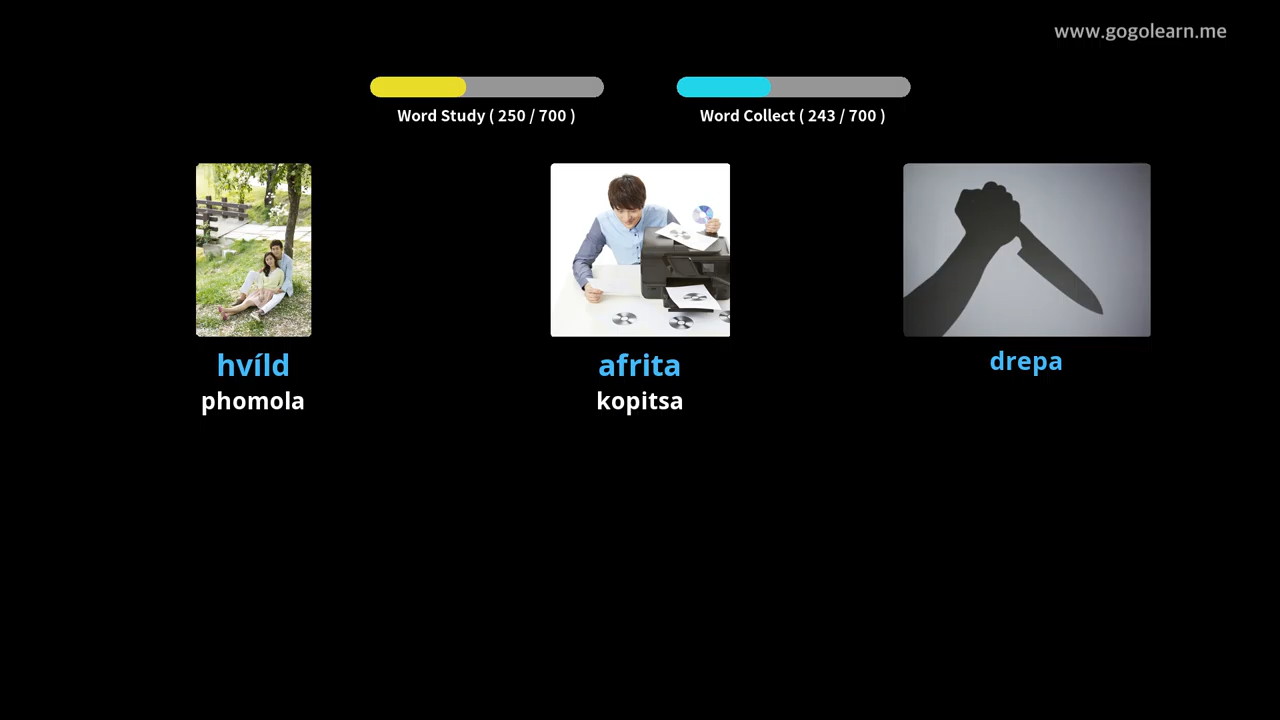 www.gogolearn.me
Word Study ( 250 / 700 )
Word Collect ( 243 / 700 )
hvíld
phomola
afrita
kopitsa
drepa